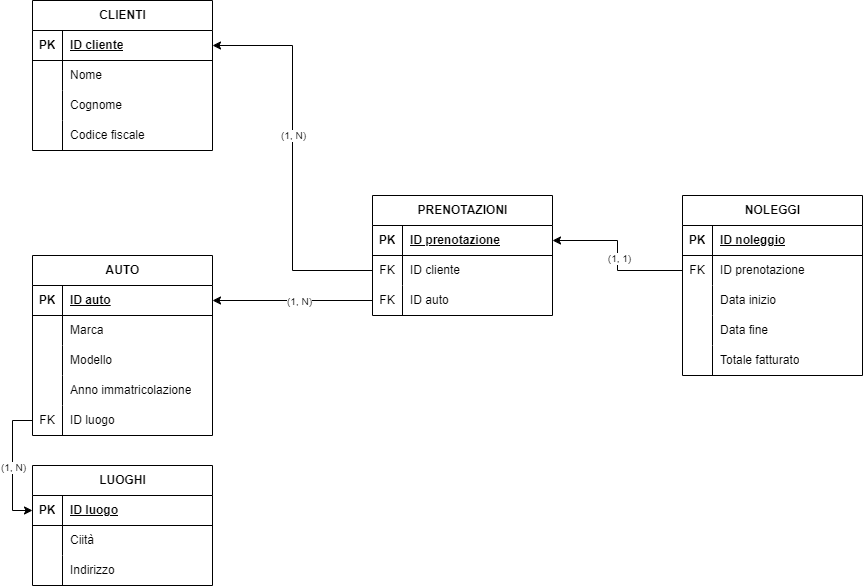 CLIENTI
PK ID cliente
Nome
Cognome
Codice fiscale
(1, N)
PRENOTAZIONI
PK ID prenotazione
FK ID cliente
FK ID auto
NOLEGGI
PK ID noleggio
FK ID prenotazione
Data inizio
Data fine
Totale fatturato
(1, 1)
AUTO
PK ID auto
Marca
Modello
Anno immatricolazione
FK ID luogo
(1, N)
(1, N)
LUOGHI
PK ID luogo
Ciità
Indirizzo